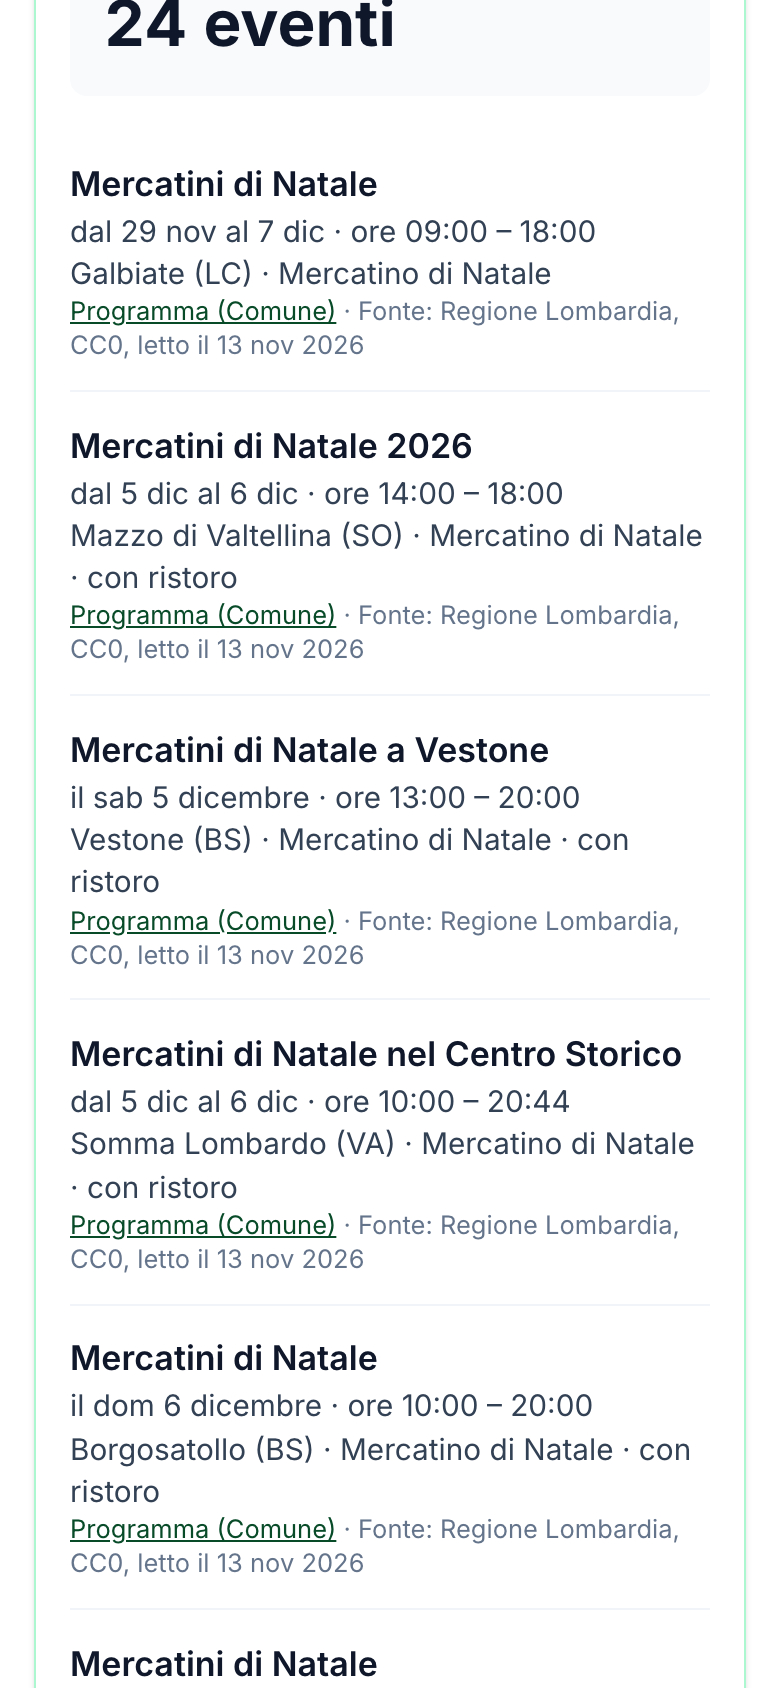 24 eventi
Mercatini di Natale
dal 29 nov al 7 dic · ore 09:00 – 18:00
Galbiate (LC) · Mercatino di Natale
Programma (Comune) · Fonte: Regione Lombardia,
CC0, letto il 13 nov 2026
Mercatini di Natale 2026
dal 5 dic al 6 dic · ore 14:00 – 18:00
Mazzo di Valtellina (SO) · Mercatino di Natale
· con ristoro
Programma (Comune) · Fonte: Regione Lombardia,
CC0, letto il 13 nov 2026
Mercatini di Natale a Vestone
il sab 5 dicembre · ore 13:00 – 20:00
Vestone (BS) · Mercatino di Natale · con
ristoro
Programma (Comune) · Fonte: Regione Lombardia,
CC0, letto il 13 nov 2026
Mercatini di Natale nel Centro Storico
dal 5 dic al 6 dic · ore 10:00 – 20:44
Somma Lombardo (VA) · Mercatino di Natale
· con ristoro
Programma (Comune) · Fonte: Regione Lombardia,
CC0, letto il 13 nov 2026
Mercatini di Natale
il dom 6 dicembre · ore 10:00 – 20:00
Borgosatollo (BS) · Mercatino di Natale · con
ristoro
Programma (Comune) · Fonte: Regione Lombardia,
CC0, letto il 13 nov 2026
Mercatini di Natale